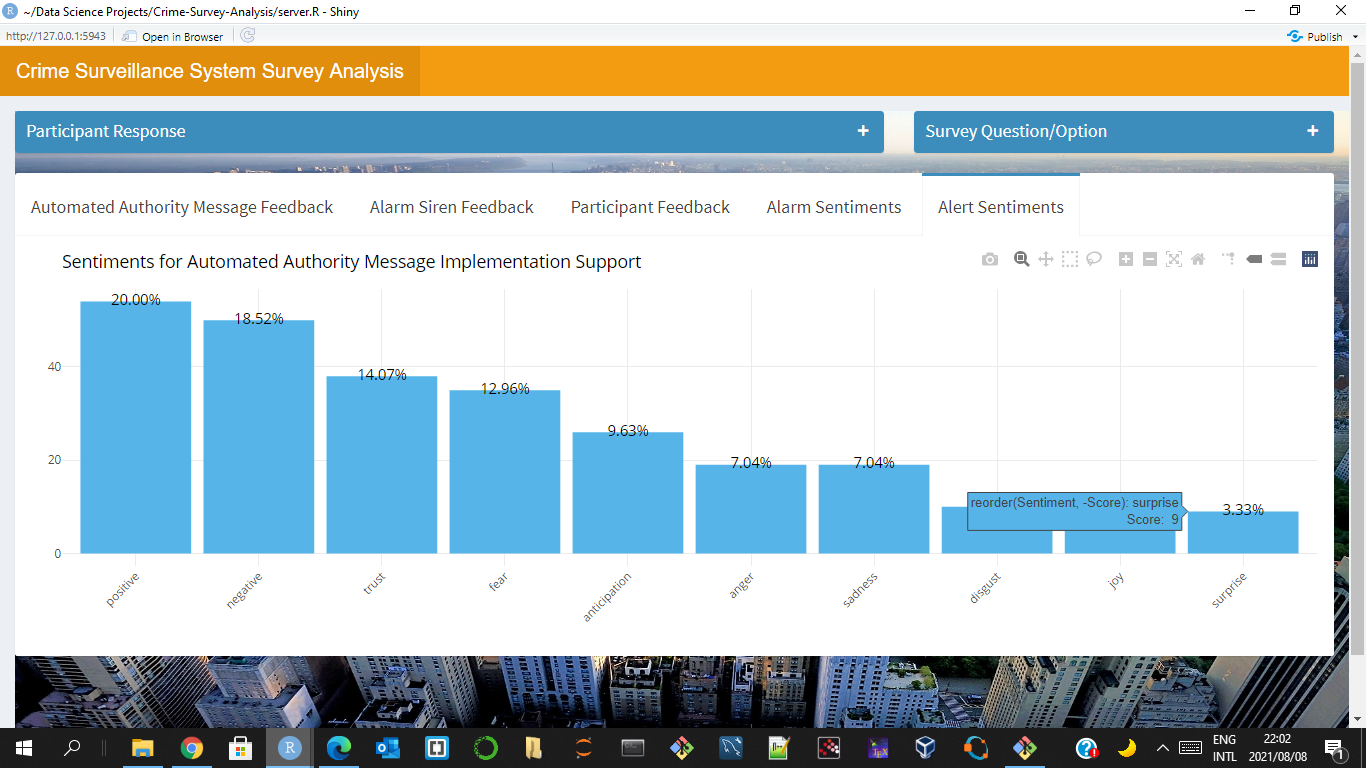 ~/Data Science Projects/Crime-Survey-Analysis/server.R - Shiny
http://127.0.0.1:5943 Open in Browser Publish
Crime Surveillance System Survey Analysis
Participant Response + Survey Question/Option +
Automated Authority Message Feedback Alarm Siren Feedback Participant Feedback Alarm Sentiments Alert Sentiments
Sentiments for Automated Authority Message Implementation Support
20.00%
18.52%
40
14.07%
12.96%
9.63%
20
7.04% 7.04%
reorder(Sentiment, -Score): surprise
Score: 9
3.33%
0
positive negative trust fear anticipation anger sadness disgust joy surprise
ENG 22:02
INTL 2021/08/08